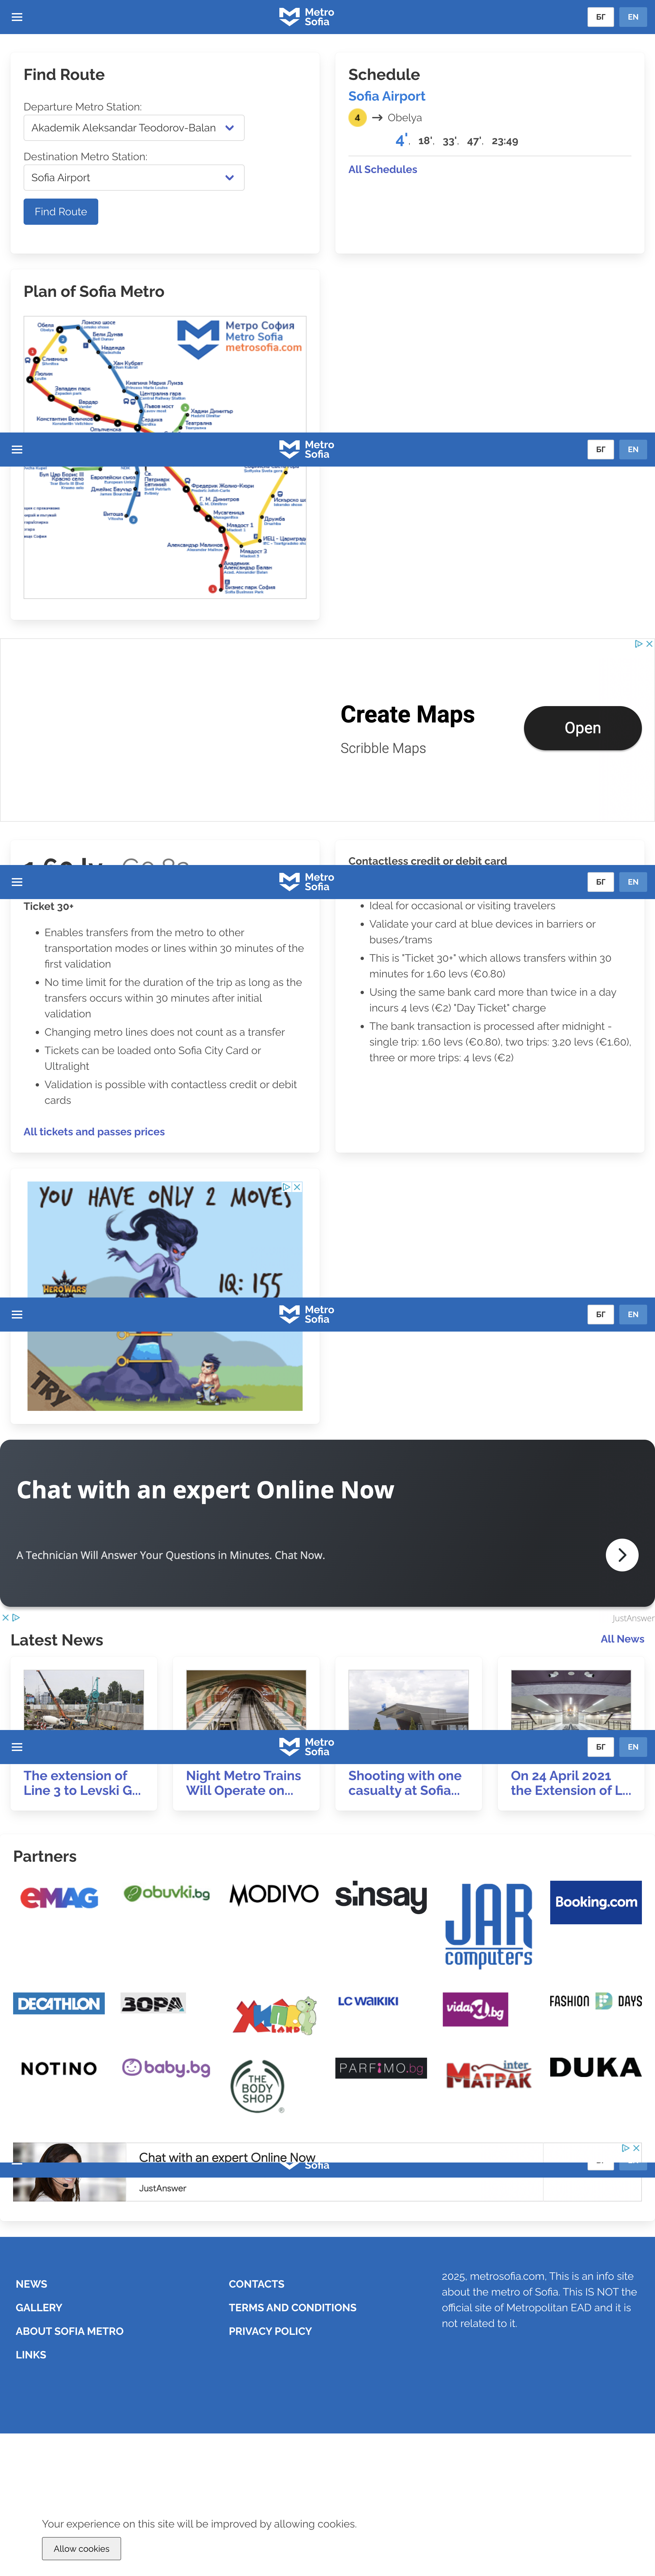 Metro
Sofia
БГ
EN
Find Route
Departure Metro Station:
Akademik Aleksandar Teodorov-Balan
Destination Metro Station:
Sofia Airport
Find Route
Schedule
Sofia Airport
4 → Obelya
4', 18', 33', 47', 23:49
All Schedules
Plan of Sofia Metro
Метро София
Metro Sofia
metrosofia.com
Обеля
Ломско шосе
Бели Дунав
Надежда
Хан Кубрат
Княгиня Мария Луиза
Централна гара
Лъвов мост
Сердика
Сливница
Люлин
Западен парк
Вардар
Константин Величков
Опълченска
Хаджи Димитър
Театрална
Metro
Sofia
БГ
EN
Красно село
Европейски съюз
Джеймс Баучър
Витоша
Фредерик Жолио-Кюри
Г. М. Димитров
Мусагеница
Младост 1
Младост 3
Александър Малинов
Дружба
Бизнес парк София
Create Maps
Scribble Maps
Open
Contactless credit or debit card
Metro
Sofia
БГ
EN
Ticket 30+
Enables transfers from the metro to other
transportation modes or lines within 30 minutes of the
first validation
No time limit for the duration of the trip as long as the
transfers occurs within 30 minutes after initial
validation
Changing metro lines does not count as a transfer
Tickets can be loaded onto Sofia City Card or
Ultralight
Validation is possible with contactless credit or debit
cards
All tickets and passes prices
Ideal for occasional or visiting travelers
Validate your card at blue devices in barriers or
buses/trams
This is "Ticket 30+" which allows transfers within 30
minutes for 1.60 levs (€0.80)
Using the same bank card more than twice in a day
incurs 4 levs (€2) "Day Ticket" charge
The bank transaction is processed after midnight -
single trip: 1.60 levs (€0.80), two trips: 3.20 levs (€1.60),
three or more trips: 4 levs (€2)
YOU HAVE ONLY 2 MOVES
HERO WARS
IQ: 155
Metro
Sofia
БГ
EN
TRY
Chat with an expert Online Now
A Technician Will Answer Your Questions in Minutes. Chat Now.
JustAnswer
Latest News
All News
Metro
Sofia
БГ
EN
The extension of
Line 3 to Levski G...
Night Metro Trains
Will Operate on...
Shooting with one
casualty at Sofia...
On 24 April 2021
the Extension of L...
Partners
eMAG
obuvki.bg
MODIVO
sinsay
JAR
computers
Booking.com
DECATHLON
ЗОРА
ХИПО
LAND
LC WAIKIKI
vidaXL.bg
FASHION DAYS
NOTINO
baby.bg
THE
BODY
SHOP
PARFIMO.bg
inter
МАТРАК
DUKA
Chat with an expert Online Now
Sofia
JustAnswer
NEWS
GALLERY
ABOUT SOFIA METRO
LINKS
CONTACTS
TERMS AND CONDITIONS
PRIVACY POLICY
2025, metrosofia.com, This is an info site
about the metro of Sofia. This IS NOT the
official site of Metropolitan EAD and it is
not related to it.
Your experience on this site will be improved by allowing cookies.
Allow cookies